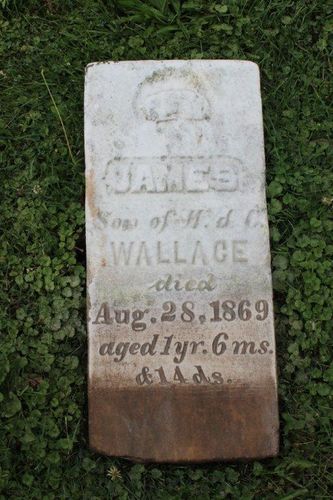 JAMES
Son of W. & C.
WALLACE
died
Aug. 28, 1869
aged 1 yr. 6 ms.
& 14 ds.